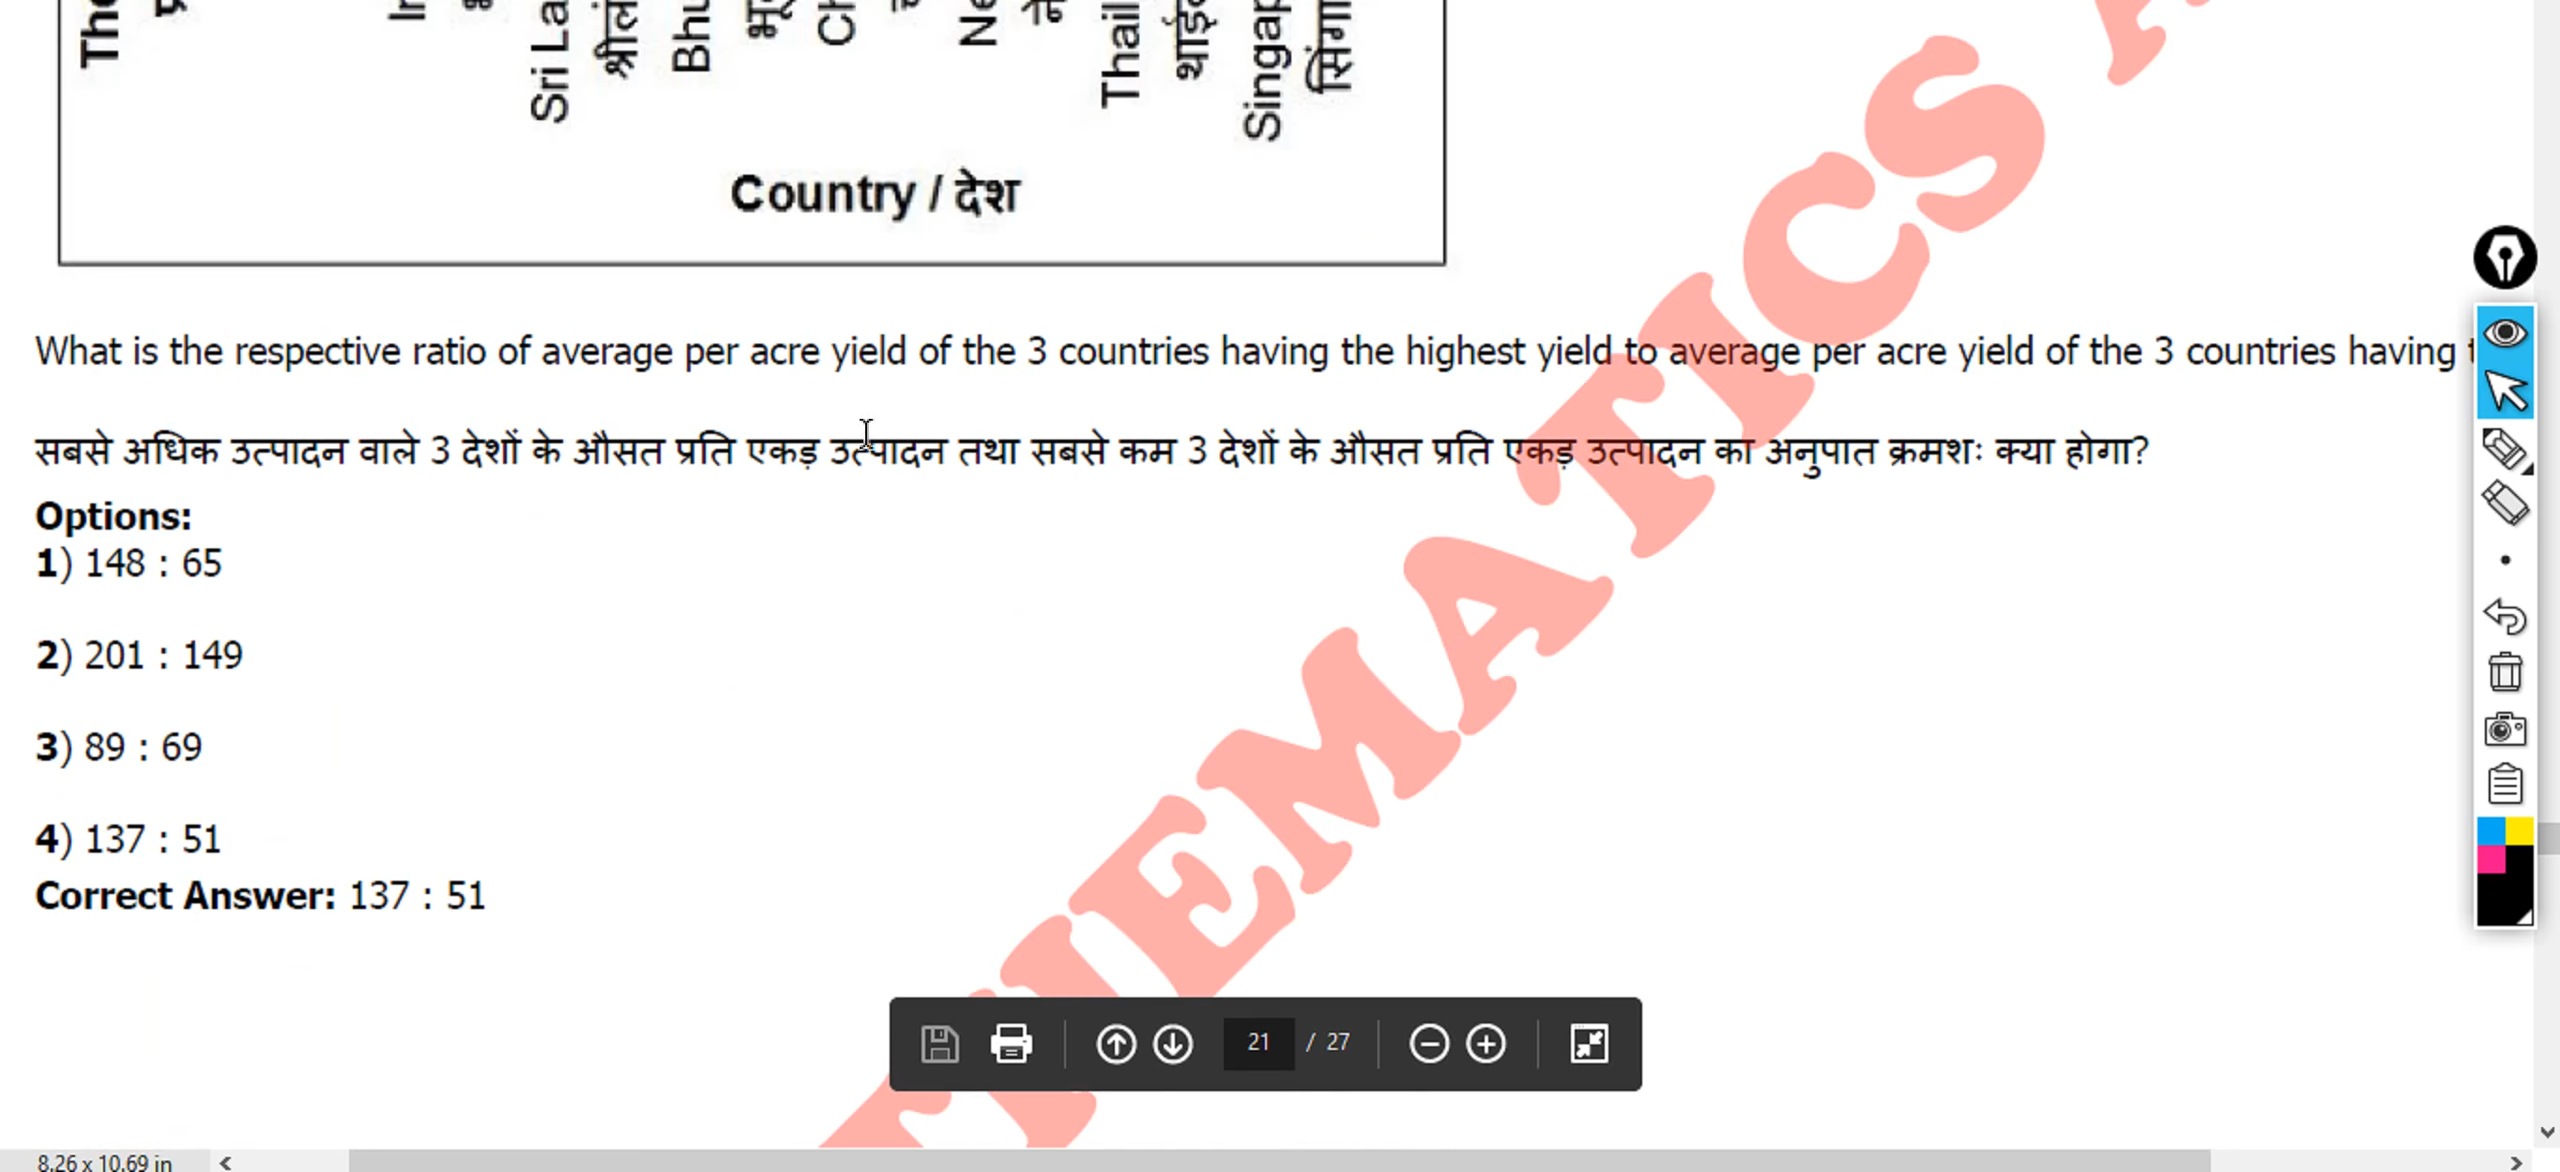 Sri La
श्रील
Bhu
Thail
थाईल
Singap
सिंगा
Country / देश
What is the respective ratio of average per acre yield of the 3 countries having the highest yield to average per acre yield of the 3 countries having
सबसे अधिक उत्पादन वाले 3 देशों के औसत प्रति एकड़ उत्पादन तथा सबसे कम 3 देशों के औसत प्रति एकड़ उत्पादन का अनुपात क्रमशः क्या होगा?
Options:
1) 148 : 65
2) 201 : 149
3) 89 : 69
4) 137 : 51
Correct Answer: 137 : 51
21 / 27
8.26 x 10.69 in